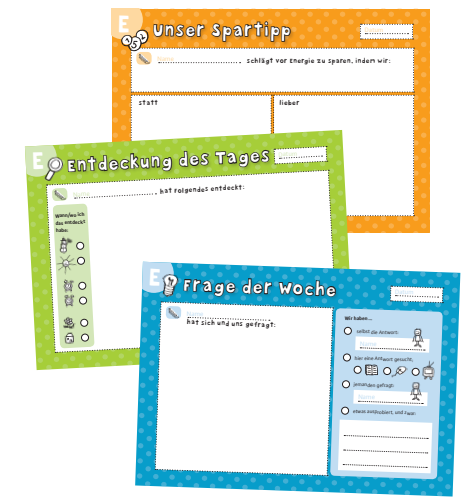 E
Unser Spartipp
schlägt vor Energie zu sparen, indem wir:
statt
lieber
E
Entdeckung des Tages
hat Folgendes entdeckt:
Wann/wo ich
das entdeckt
habe:
E
Frage der Woche
hat sich und uns gefragt:
Wir haben...
selbst die Antwort:
Name
hier eine Antwort gesucht:
jemanden gefragt:
Name
etwas ausprobiert, und zwar: